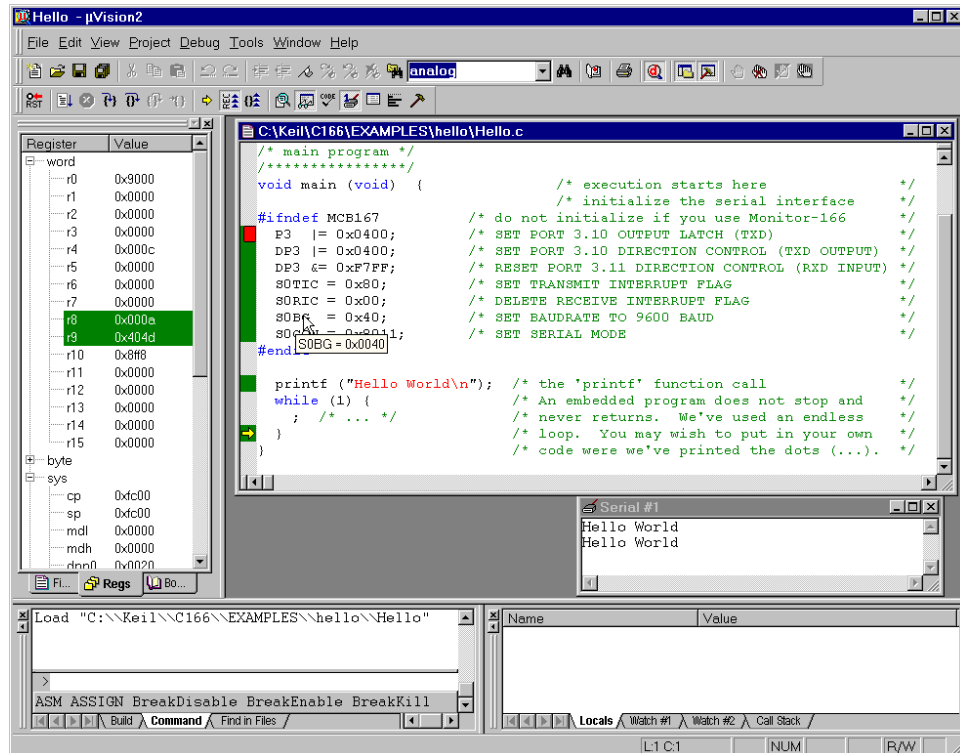 Hello - µVision2
File Edit View Project Debug Tools Window Help
analog
RST
CODE
Register Value
word
r0 0x9000
r1 0x0000
r2 0x0000
r3 0x0000
r4 0x000c
r5 0x0000
r6 0x0000
r7 0x0000
r8 0x000a
r9 0x404d
r10 0x8ff8
r11 0x0000
r12 0x0000
r13 0x0000
r14 0x0000
r15 0x0000
byte
sys
cp 0xfc00
sp 0xfc00
mdl 0x0000
mdh 0x0000
dpp0 0x0020
Fi... Regs Bo...
C:\Keil\C166\EXAMPLES\hello\Hello.c
/* main program */
/*****************/
void main (void) { /* execution starts here */
/* initialize the serial interface */
#ifndef MCB167 /* do not initialize if you use Monitor-166 */
P3 |= 0x0400; /* SET PORT 3.10 OUTPUT LATCH (TXD) */
DP3 |= 0x0400; /* SET PORT 3.10 DIRECTION CONTROL (TXD OUTPUT) */
DP3 &= 0xF7FF; /* RESET PORT 3.11 DIRECTION CONTROL (RXD INPUT) */
S0TIC = 0x80; /* SET TRANSMIT INTERRUPT FLAG */
S0RIC = 0x00; /* DELETE RECEIVE INTERRUPT FLAG */
S0BG = 0x40; /* SET BAUDRATE TO 9600 BAUD */
= 0x8011; /* SET SERIAL MODE */
S0BG = 0x0040
printf ("Hello World\n"); /* the 'printf' function call */
while (1) { /* An embedded program does not stop and */
; /* ... */ /* never returns. We've used an endless */
} /* loop. You may wish to put in your own */
} /* code were we've printed the dots (...). */
Serial #1
Hello World
Hello World
Load "C:\\Keil\\C166\\EXAMPLES\\hello\\Hello"
>
ASM ASSIGN BreakDisable BreakEnable BreakKill
Build Command Find in Files
Name Value
Locals Watch #1 Watch #2 Call Stack
L:1 C:1 NUM R/W